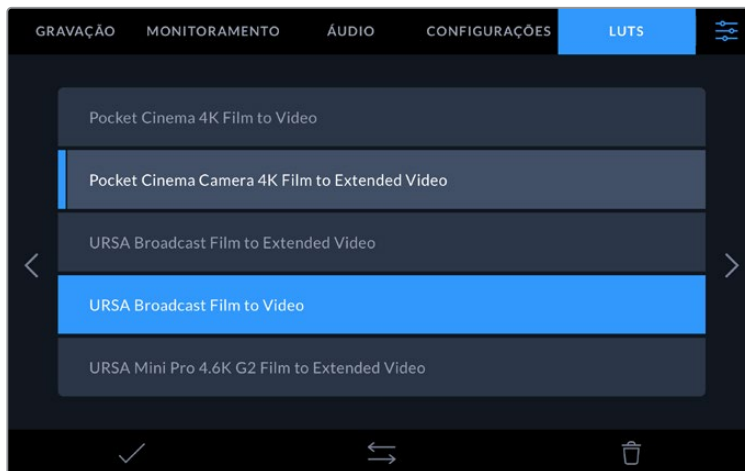 GRAVAÇÃO MONITORAMENTO ÁUDIO CONFIGURAÇÕES LUTS
Pocket Cinema 4K Film to Video
Pocket Cinema Camera 4K Film to Extended Video
URSA Broadcast Film to Extended Video
URSA Broadcast Film to Video
URSA Mini Pro 4.6K G2 Film to Extended Video